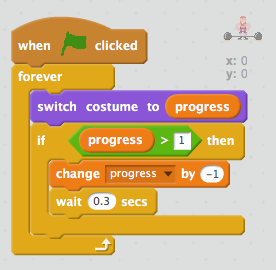 when clicked
x: 0
y: 0
forever
switch costume to progress
if progress > 1 then
change progress by -1
wait 0.3 secs